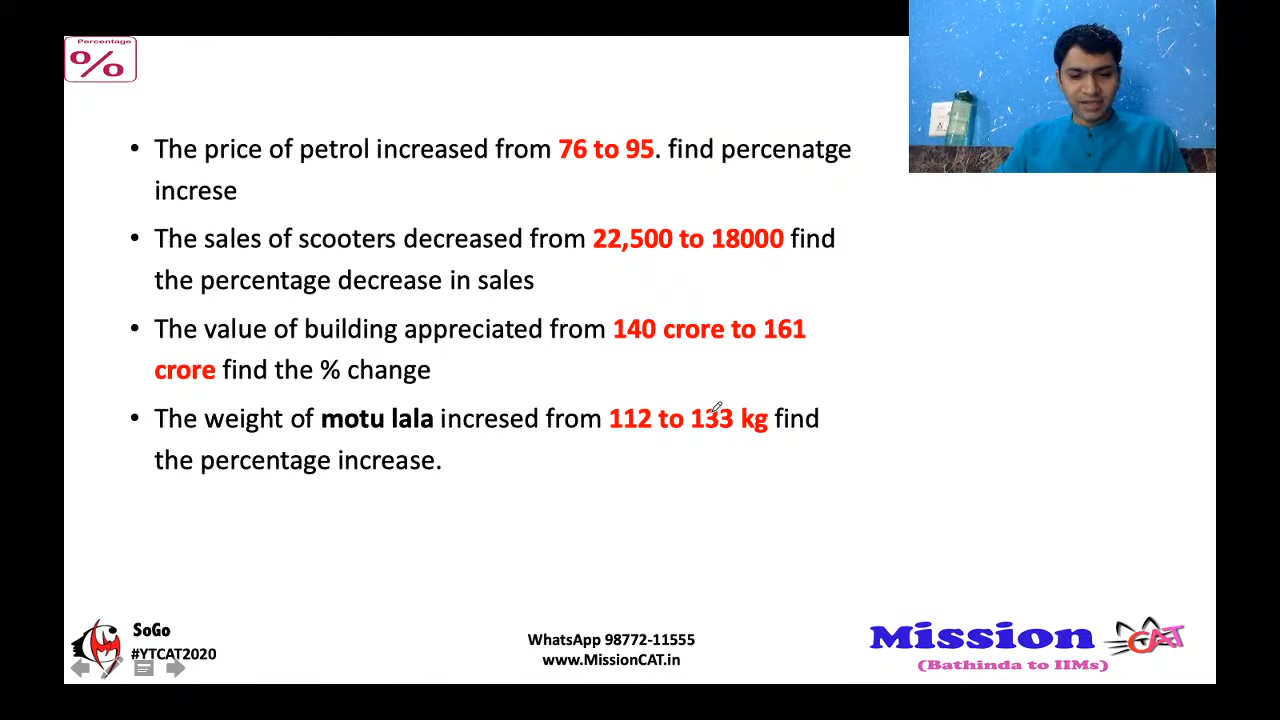 Percentage
%
• The price of petrol increased from 76 to 95. find percenatge
increse
• The sales of scooters decreased from 22,500 to 18000 find
the percentage decrease in sales
• The value of building appreciated from 140 crore to 161
crore find the % change
• The weight of motu lala incresed from 112 to 133 kg find
the percentage increase.
SoGo
#YTCAT2020
WhatsApp 98772-11555
www.MissionCAT.in
Mission CAT
(Bathinda to IIMs)